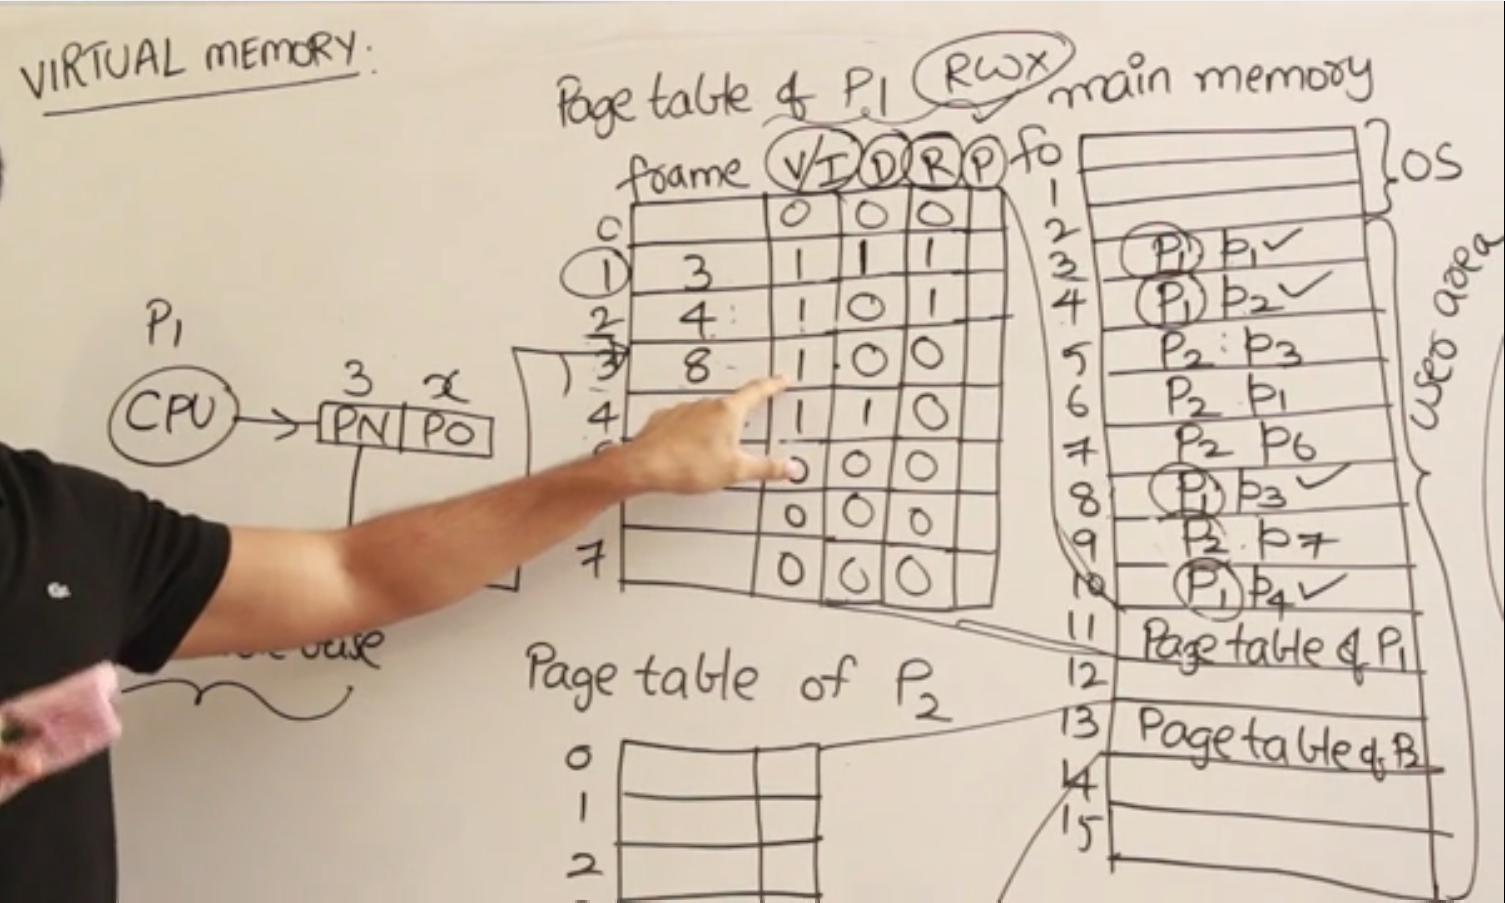 VIRTUAL MEMORY:
Page table of P1 RWX main memory
frame V/I D R P f0
0 0 0 0 1 OS
1 3 1 1 1 2
2 4 1 0 1 3 P1 p1 ✓
3 8 1 0 0 4 P1 p2 ✓
4 1 1 0 5 P2 p3
0 0 0 6 P2 p1
0 0 0 7 P2 p6
7 0 0 0 8 P1 p3 ✓
9 P2 p7
10 P1 p4 ✓
11 Page table of P1
12
13 Page table of P2
14
15
user area
P1
3 x
CPU PN PO
base
Page table of P2
0
1
2